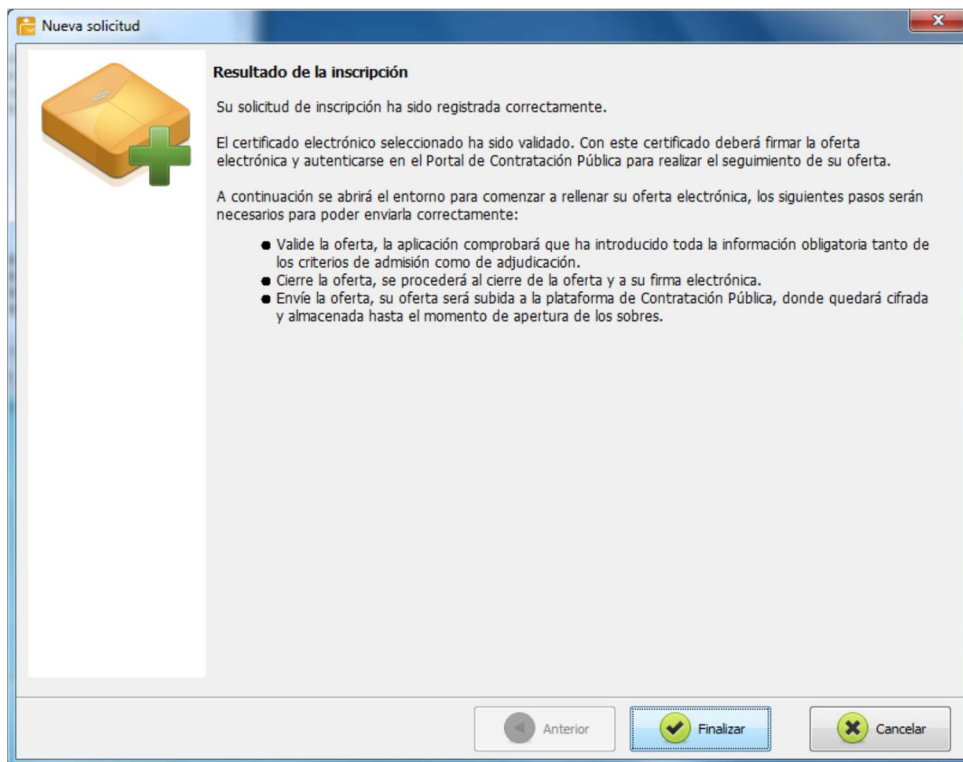 Nueva solicitud
Resultado de la inscripción
Su solicitud de inscripción ha sido registrada correctamente.
El certificado electrónico seleccionado ha sido validado. Con este certificado deberá firmar la oferta
electrónica y autenticarse en el Portal de Contratación Pública para realizar el seguimiento de su oferta.
A continuación se abrirá el entorno para comenzar a rellenar su oferta electrónica, los siguientes pasos serán
necesarios para poder enviarla correctamente:
● Valide la oferta, la aplicación comprobará que ha introducido toda la información obligatoria tanto de
los criterios de admisión como de adjudicación.
● Cierre la oferta, se procederá al cierre de la oferta y a su firma electrónica.
● Envíe la oferta, su oferta será subida a la plataforma de Contratación Pública, donde quedará cifrada
y almacenada hasta el momento de apertura de los sobres.
Anterior Finalizar Cancelar